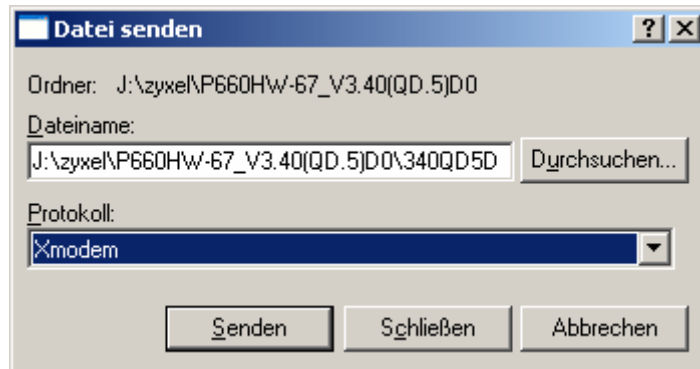 Datei senden
Ordner: J:\zyxel\P660HW-67_V3.40(QD.5)D0
Dateiname:
J:\zyxel\P660HW-67_V3.40(QD.5)D0\340QD5D
Durchsuchen...
Protokoll:
Xmodem
Senden Schließen Abbrechen